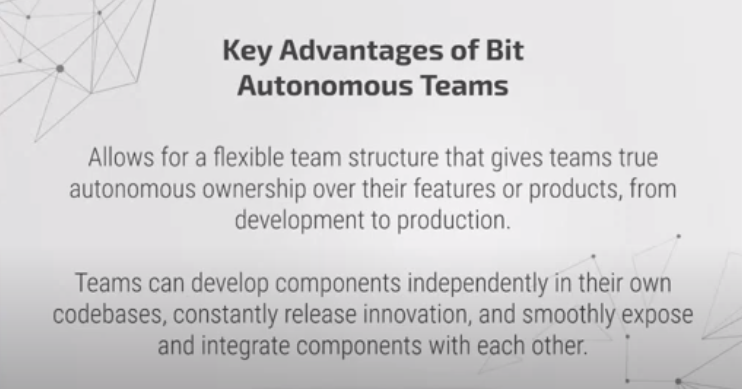 Key Advantages of Bit
Autonomous Teams
Allows for a flexible team structure that gives teams true
autonomous ownership over their features or products, from
development to production.
Teams can develop components independently in their own
codebases, constantly release innovation, and smoothly expose
and integrate components with each other.